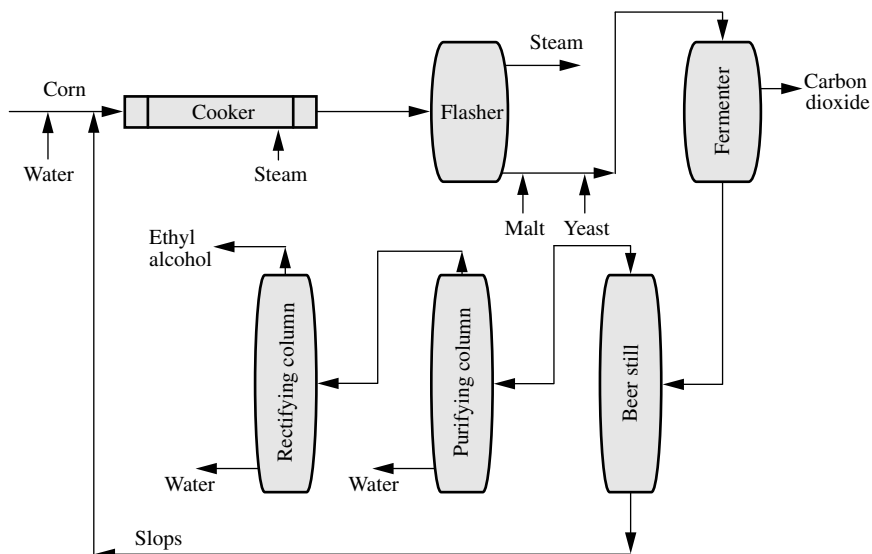 Steam
Corn
Cooker
Flasher
Fermenter
Carbon
dioxide
Water
Steam
Malt
Yeast
Ethyl
alcohol
Rectifying column
Purifying column
Beer still
Water
Water
Slops